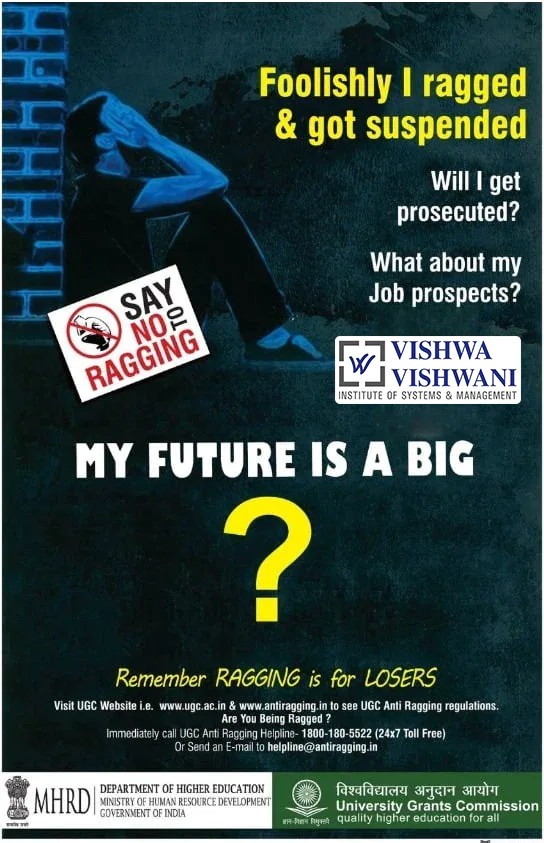 Foolishly I ragged
& got suspended
Will I get
prosecuted?
What about my
Job prospects?
SAY
NO TO
RAGGING
VISHWA
VISHWANI
INSTITUTE OF SYSTEMS & MANAGEMENT
MY FUTURE IS A BIG
?
Remember RAGGING is for LOSERS
Visit UGC Website i.e. www.ugc.ac.in & www.antiragging.in to see UGC Anti Ragging regulations.
Are You Being Ragged ?
Immediately call UGC Anti Ragging Helpline- 1800-180-5522 (24x7 Toll Free)
Or Send an E-mail to helpline@antiragging.in
सत्यमेव जयते
MHRD
DEPARTMENT OF HIGHER EDUCATION
MINISTRY OF HUMAN RESOURCE DEVELOPMENT
GOVERNMENT OF INDIA
ज्ञान-विज्ञान विमुक्तये
विश्वविद्यालय अनुदान आयोग
University Grants Commission
quality higher education for all